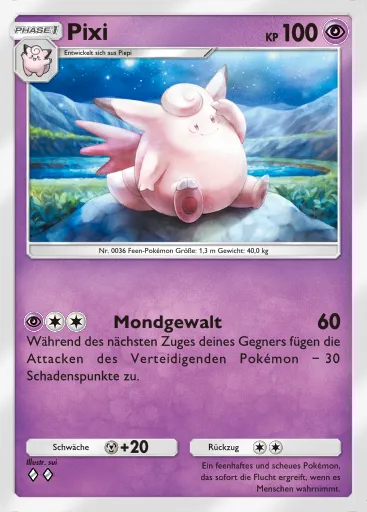 PHASE 1
Pixi
KP 100
Entwickelt sich aus Piepi
Nr. 0036 Feen-Pokémon Größe: 1,3 m Gewicht: 40,0 kg
Mondgewalt 60
Während des nächsten Zuges deines Gegners fügen die
Attacken des Verteidigenden Pokémon −30
Schadenspunkte zu.
Schwäche +20
Rückzug
Illustr. sui
Ein feenhaftes und scheues Pokémon,
das sofort die Flucht ergreift, wenn es
Menschen wahrnimmt.